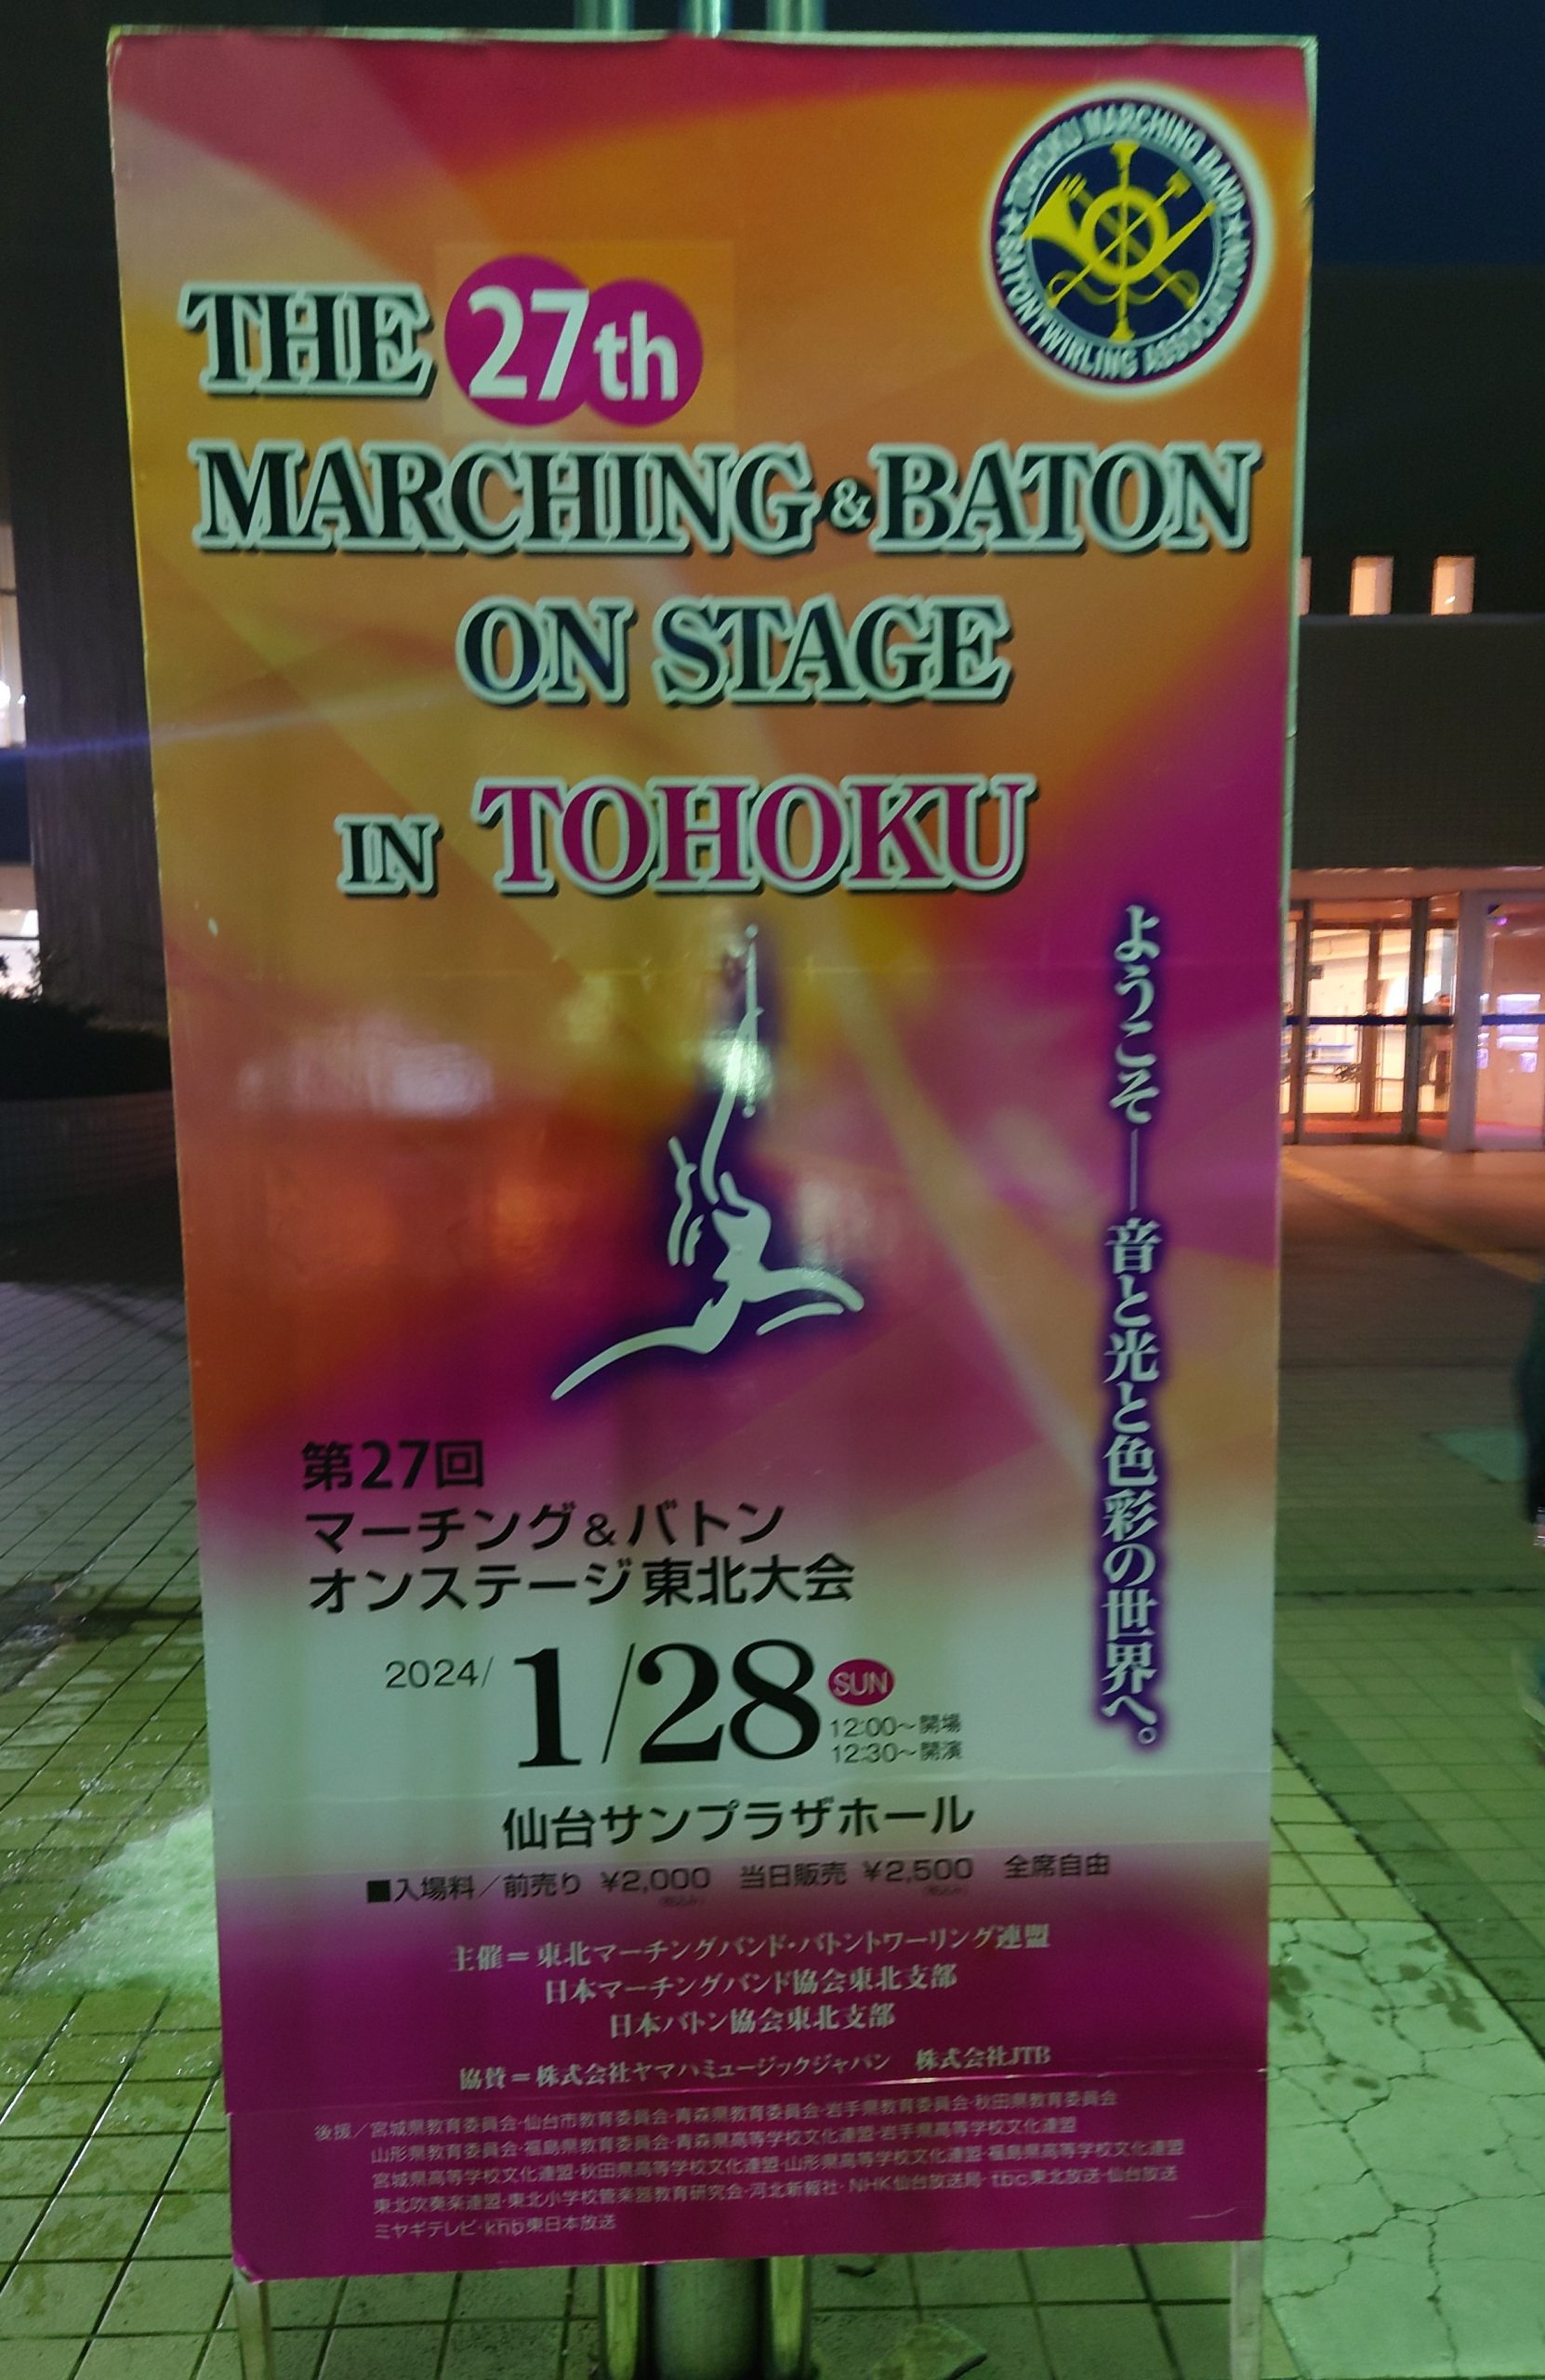 TOHOKU MARCHING BAND
BATONTWIRLING ASSOCIATION
THE 27th
MARCHING & BATON
ON STAGE
IN TOHOKU
ようこそ――音と光と色彩の世界へ。
第27回
マーチング&バトン
オンステージ東北大会
2024/ 1/28 SUN
12:00～開場
12:30～開演
仙台サンプラザホール
■入場料／前売り ¥2,000 当日販売 ¥2,500 全席自由
(税込み) (税込み)
主催＝東北マーチングバンド・バトントワーリング連盟
日本マーチングバンド協会東北支部
日本バトン協会東北支部
協賛＝株式会社ヤマハミュージックジャパン 株式会社JTB
後援／宮城県教育委員会・仙台市教育委員会・青森県教育委員会・岩手県教育委員会・秋田県教育委員会
山形県教育委員会・福島県教育委員会・青森県高等学校文化連盟・岩手県高等学校文化連盟
宮城県高等学校文化連盟・秋田県高等学校文化連盟・山形県高等学校文化連盟・福島県高等学校文化連盟
東北吹奏楽連盟・東北小学校管楽器教育研究会・河北新報社・NHK仙台放送局・tbc東北放送・仙台放送
ミヤギテレビ・khb東日本放送